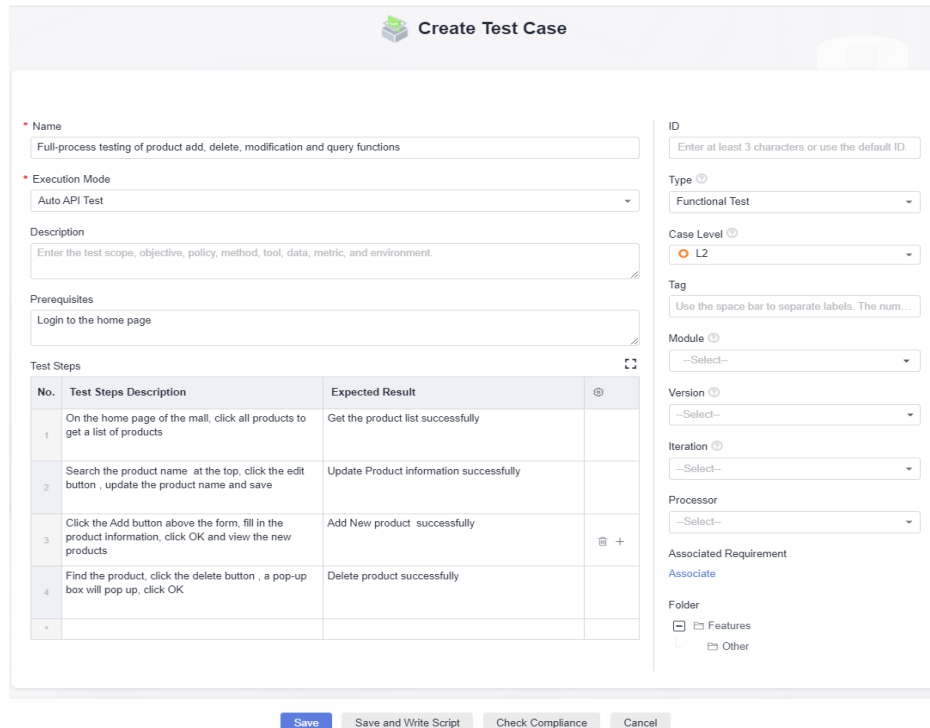 Create Test Case
* Name
Full-process testing of product add, delete, modification and query functions
* Execution Mode
Auto API Test
Description
Enter the test scope, objective, policy, method, tool, data, metric, and environment.
Prerequisites
Login to the home page
Test Steps
No. Test Steps Description Expected Result
1 On the home page of the mall, click all products to get a list of products Get the product list successfully
2 Search the product name at the top, click the edit button , update the product name and save Update Product information successfully
3 Click the Add button above the form, fill in the product information, click OK and view the new products Add New product successfully
4 Find the product, click the delete button , a pop-up box will pop up, click OK Delete product successfully
*
ID
Enter at least 3 characters or use the default ID.
Type
Functional Test
Case Level
L2
Tag
Use the space bar to separate labels. The num...
Module
--Select--
Version
--Select--
Iteration
--Select--
Processor
--Select--
Associated Requirement
Associate
Folder
Features
Other
Save Save and Write Script Check Compliance Cancel